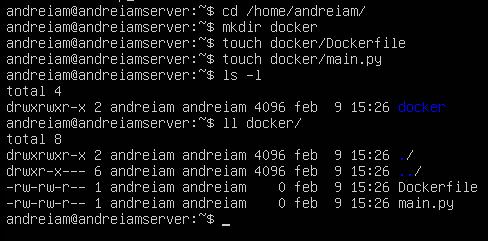 andreiam@andreiamserver:~$ cd /home/andreiam/
andreiam@andreiamserver:~$ mkdir docker
andreiam@andreiamserver:~$ touch docker/Dockerfile
andreiam@andreiamserver:~$ touch docker/main.py
andreiam@andreiamserver:~$ ls -l
total 4
drwxrwxr-x 2 andreiam andreiam 4096 feb  9 15:26 docker
andreiam@andreiamserver:~$ ll docker/
total 8
drwxrwxr-x 2 andreiam andreiam 4096 feb  9 15:26 ./
drwxr-x--- 6 andreiam andreiam 4096 feb  9 15:26 ../
-rw-rw-r-- 1 andreiam andreiam    0 feb  9 15:26 Dockerfile
-rw-rw-r-- 1 andreiam andreiam    0 feb  9 15:26 main.py
andreiam@andreiamserver:~$ _